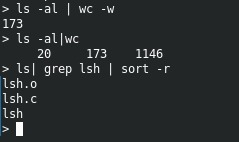 > ls -al | wc -w
173
> ls -al|wc
     20     173    1146
> ls| grep lsh | sort -r
lsh.o
lsh.c
lsh
>